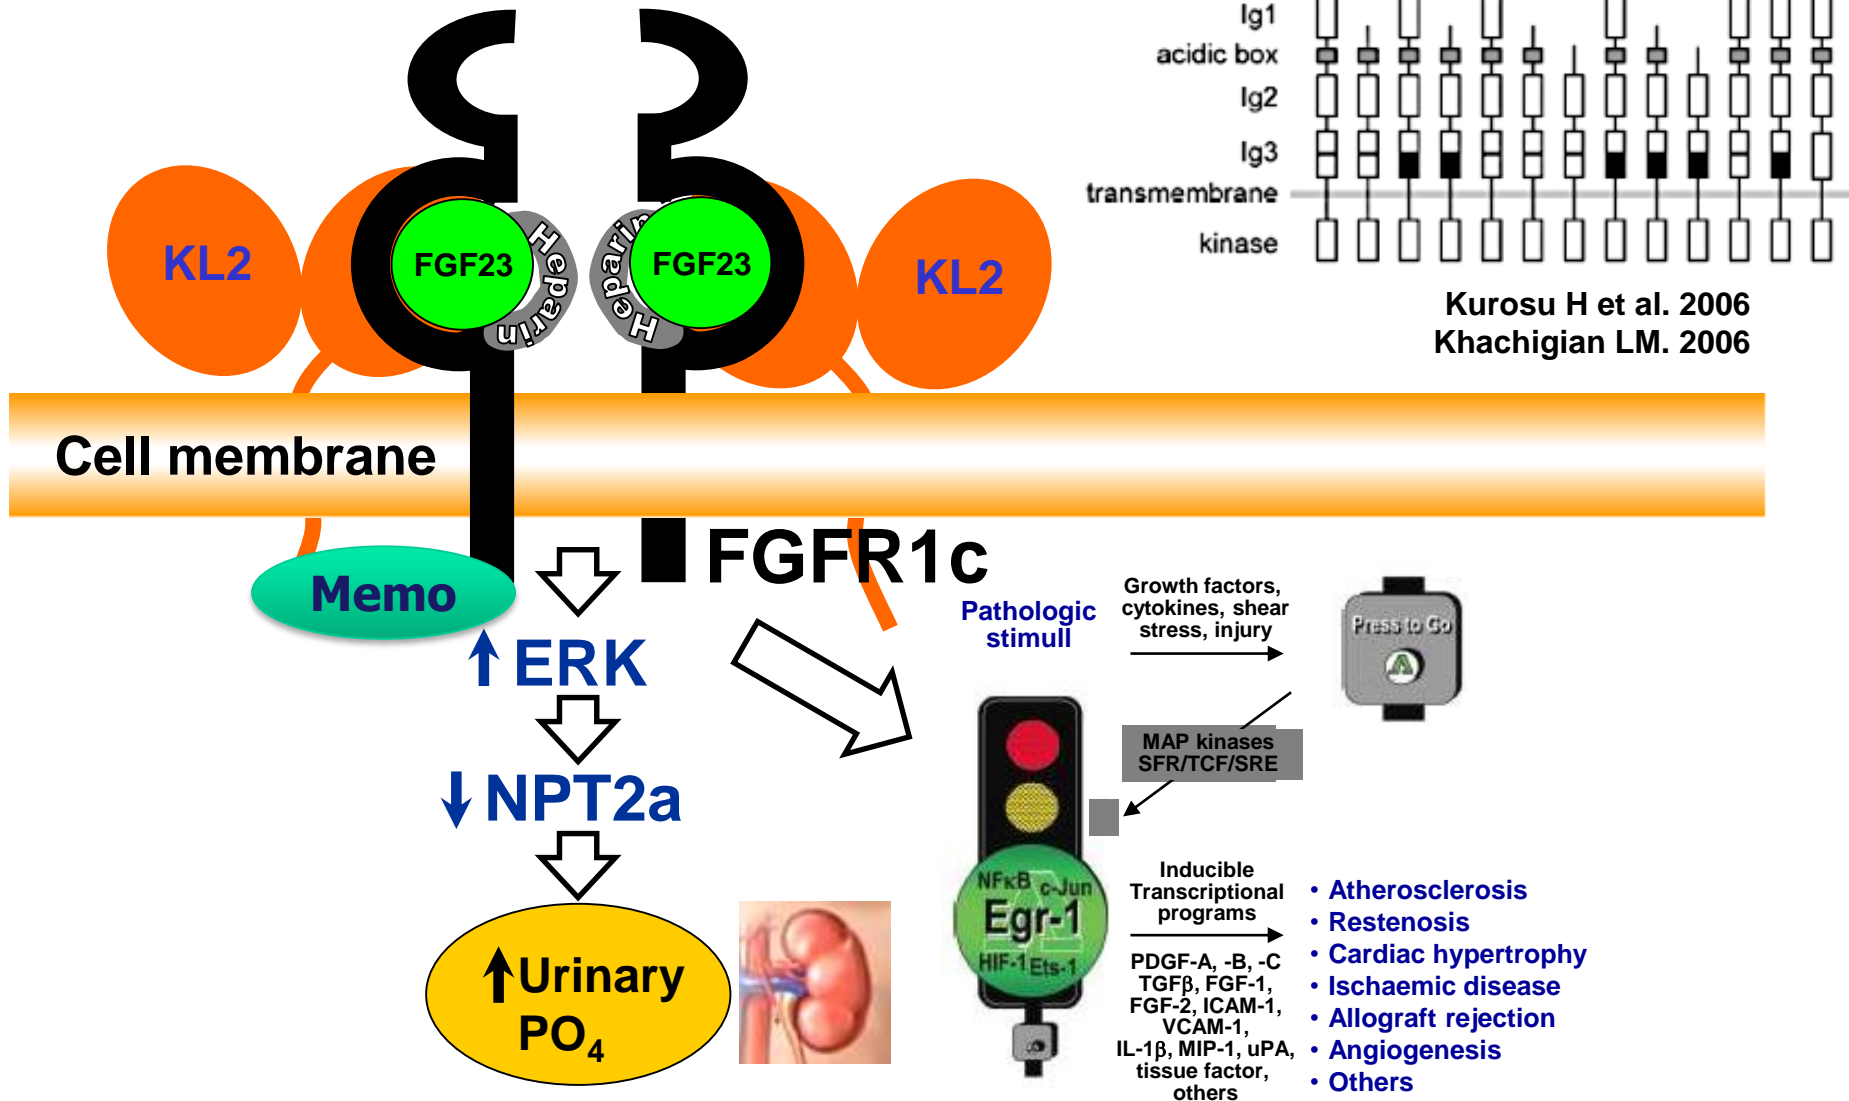 Ig1
acidic box
Ig2
Ig3
transmembrane
kinase
Kurosu H et al. 2006
Khachigian LM. 2006
KL2
FGF23
Heparin
Heparin
FGF23
KL2
Cell membrane
FGFR1c
Memo
ERK
NPT2a
Urinary
PO4
Pathologic
stimull
Growth factors,
cytokines, shear
stress, injury
Press to Go
A
MAP kinases
SFR/TCF/SRE
NFκB c-Jun
Egr-1
HIF-1 Ets-1
Inducible
Transcriptional
programs
PDGF-A, -B, -C
TGFβ, FGF-1,
FGF-2, ICAM-1,
VCAM-1,
IL-1β, MIP-1, uPA,
tissue factor,
others
• Atherosclerosis
• Restenosis
• Cardiac hypertrophy
• Ischaemic disease
• Allograft rejection
• Angiogenesis
• Others